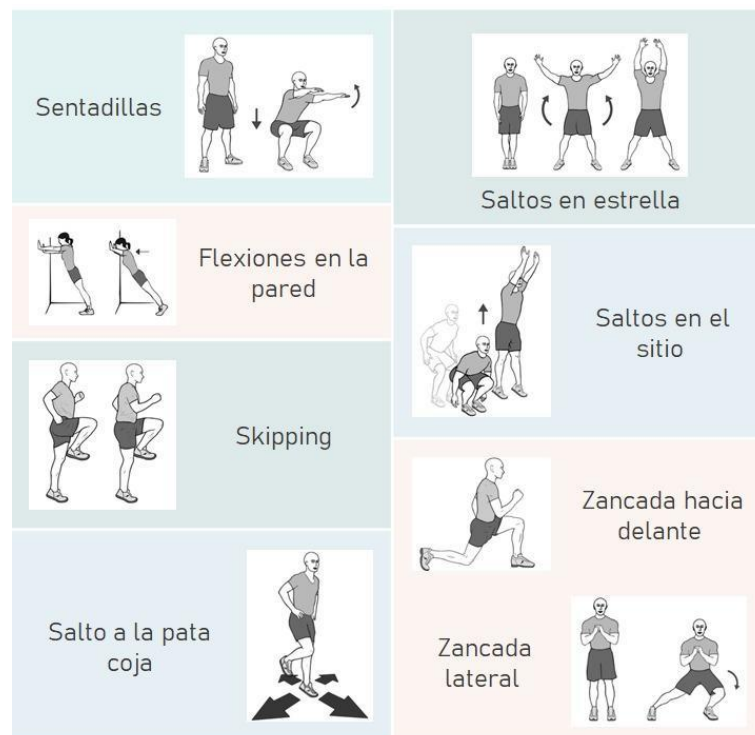 Sentadillas
Flexiones en la
pared
Skipping
Salto a la pata
coja
Saltos en estrella
Saltos en el
sitio
Zancada hacia
delante
Zancada
lateral